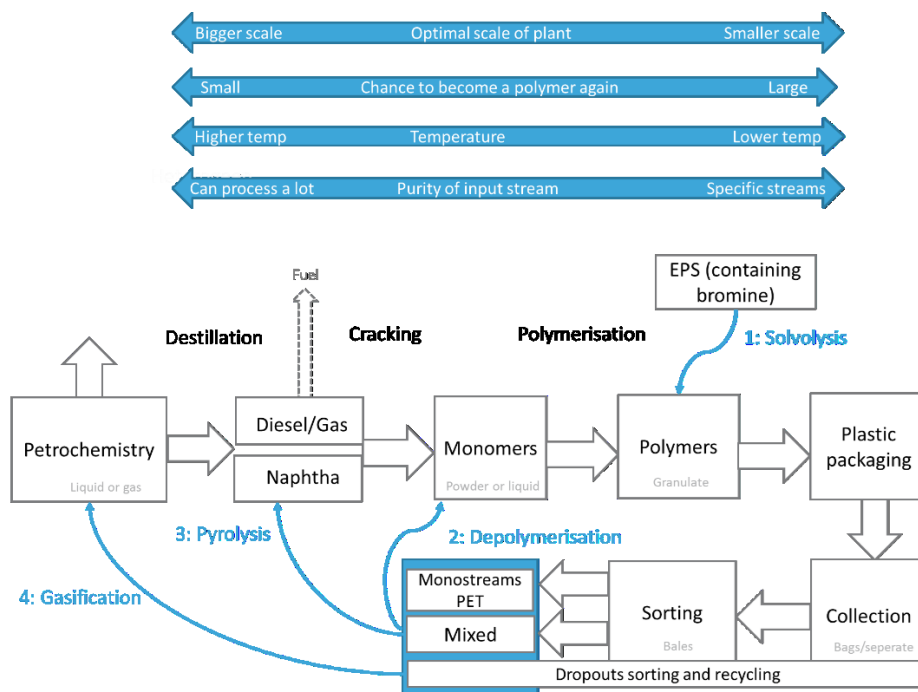 Bigger scale Optimal scale of plant Smaller scale
Small Chance to become a polymer again Large
Higher temp Temperature Lower temp
Can process a lot Purity of input stream Specific streams
EPS (containing
bromine)
Fuel
Destillation Cracking Polymerisation
1: Solvolysis
Petrochemistry
Liquid or gas
Diesel/Gas
Naphtha
Monomers
Powder or liquid
Polymers
Granulate
Plastic
packaging
3: Pyrolysis
2: Depolymerisation
4: Gasification
Monostreams
PET
Mixed
Sorting
Bales
Collection
Bags/seperate
Dropouts sorting and recycling